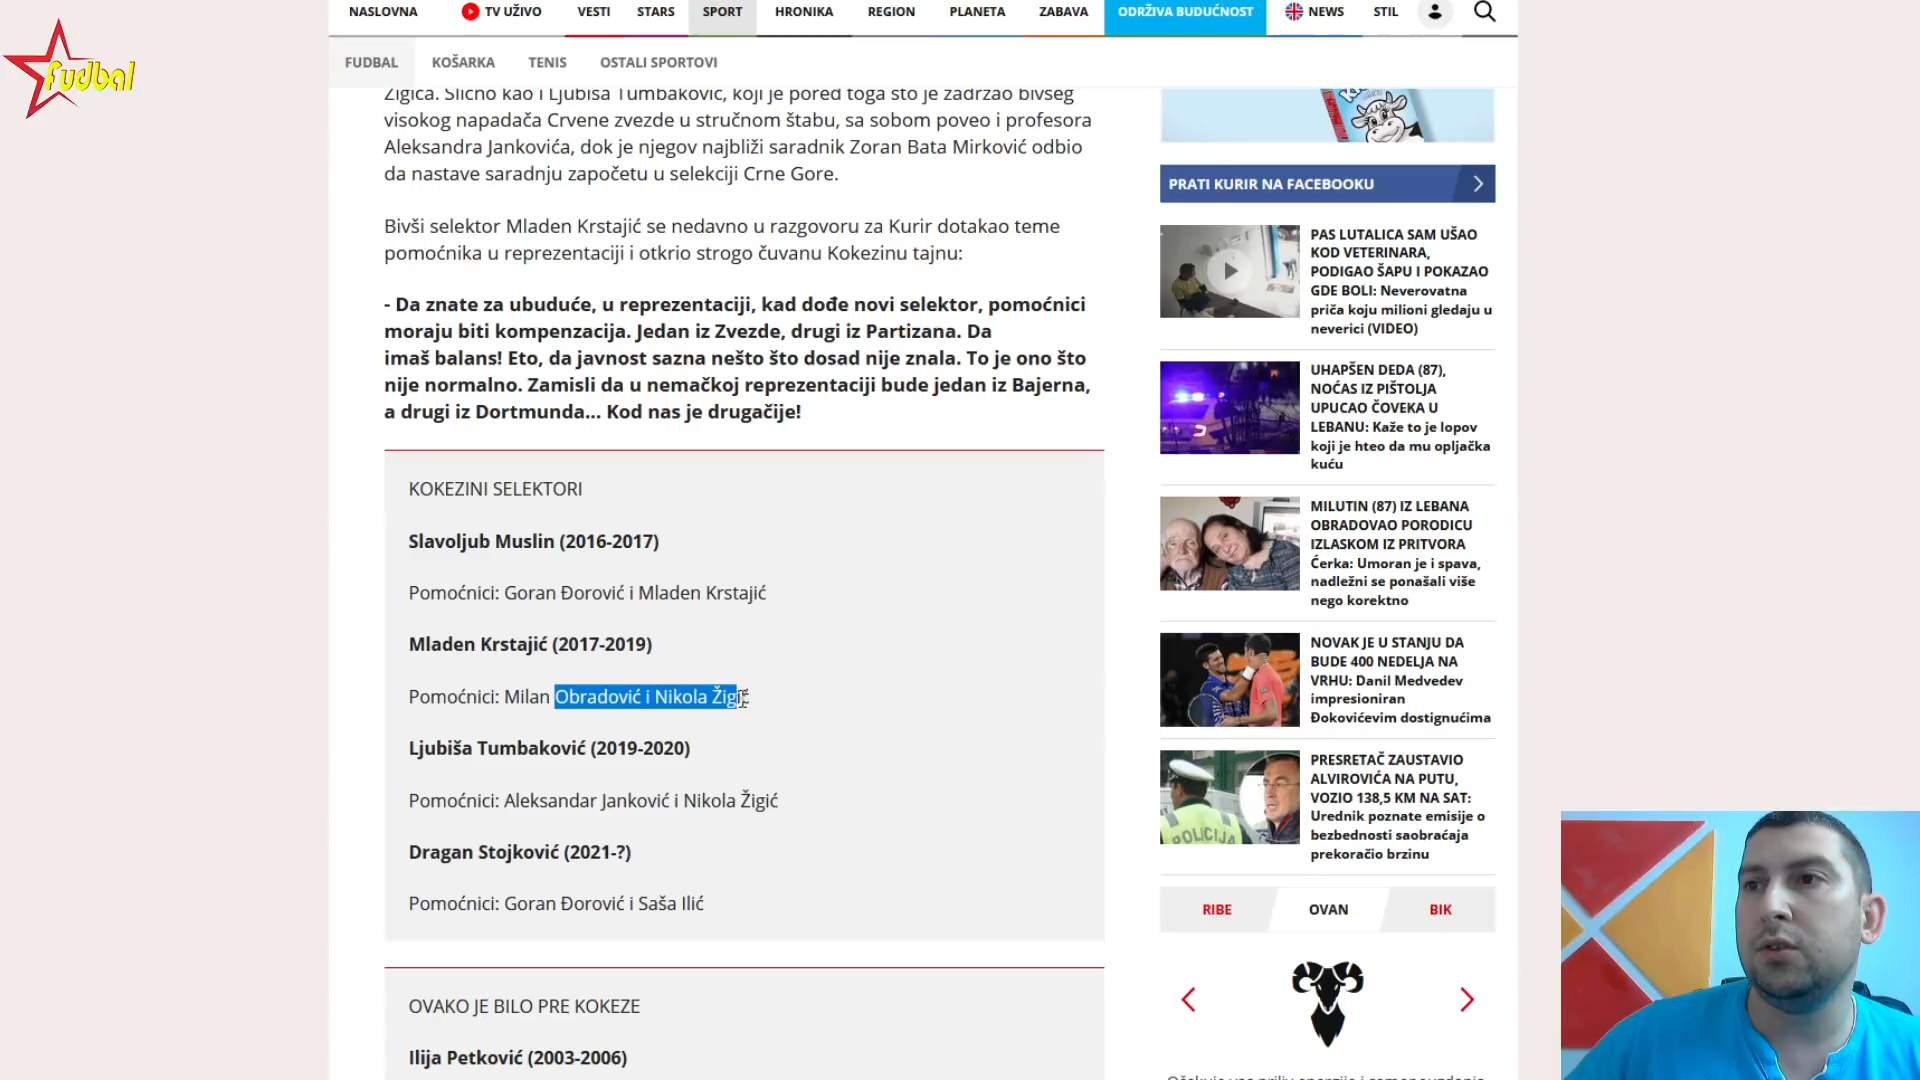 NASLOVNA
TV UŽIVO
VESTI
STARS
SPORT
HRONIKA
REGION
PLANETA
ZABAVA
ODRŽIVA BUDUĆNOST
NEWS
STIL
fudbal
FUDBAL
KOŠARKA
TENIS
OSTALI SPORTOVI
Žigića. Slično kao i Ljubiša Tumbaković, koji je pored toga što je zadržao bivšeg
visokog napadača Crvene zvezde u stručnom štabu, sa sobom poveo i profesora
Aleksandra Jankovića, dok je njegov najbliži saradnik Zoran Bata Mirković odbio
da nastave saradnju započetu u selekciji Crne Gore.
Bivši selektor Mladen Krstajić se nedavno u razgovoru za Kurir dotakao teme
pomoćnika u reprezentaciji i otkrio strogo čuvanu Kokezinu tajnu:
- Da znate za ubuduće, u reprezentaciji, kad dođe novi selektor, pomoćnici
moraju biti kompenzacija. Jedan iz Zvezde, drugi iz Partizana. Da
imaš balans! Eto, da javnost sazna nešto što dosad nije znala. To je ono što
nije normalno. Zamisli da u nemačkoj reprezentaciji bude jedan iz Bajerna,
a drugi iz Dortmunda... Kod nas je drugačije!
KOKEZINI SELEKTORI
Slavoljub Muslin (2016-2017)
Pomoćnici: Goran Đorović i Mladen Krstajić
Mladen Krstajić (2017-2019)
Pomoćnici: Milan Obradović i Nikola Žigić
Ljubiša Tumbaković (2019-2020)
Pomoćnici: Aleksandar Janković i Nikola Žigić
Dragan Stojković (2021-?)
Pomoćnici: Goran Đorović i Saša Ilić
OVAKO JE BILO PRE KOKEZE
Ilija Petković (2003-2006)
PRATI KURIR NA FACEBOOKU
PAS LUTALICA SAM UŠAO
KOD VETERINARA,
PODIGAO ŠAPU I POKAZAO
GDE BOLI: Neverovatna
priča koju milioni gledaju u
neverici (VIDEO)
UHAPŠEN DEDA (87),
NOĆAS IZ PIŠTOLJA
UPUCAO ČOVEKA U
LEBANU: Kaže to je lopov
koji je hteo da mu opljačka
kuću
MILUTIN (87) IZ LEBANA
OBRADOVAO PORODICU
IZLASKOM IZ PRITVORA
Ćerka: Umoran je i spava,
nadležni se ponašali više
nego korektno
NOVAK JE U STANJU DA
BUDE 400 NEDELJA NA
VRHU: Danil Medvedev
impresioniran
Đokovićevim dostignućima
POLICIJA
PRESRETAČ ZAUSTAVIO
ALVIROVIĆA NA PUTU,
VOZIO 138,5 KM NA SAT:
Urednik poznate emisije o
bezbednosti saobraćaja
prekoračio brzinu
RIBE
OVAN
BIK